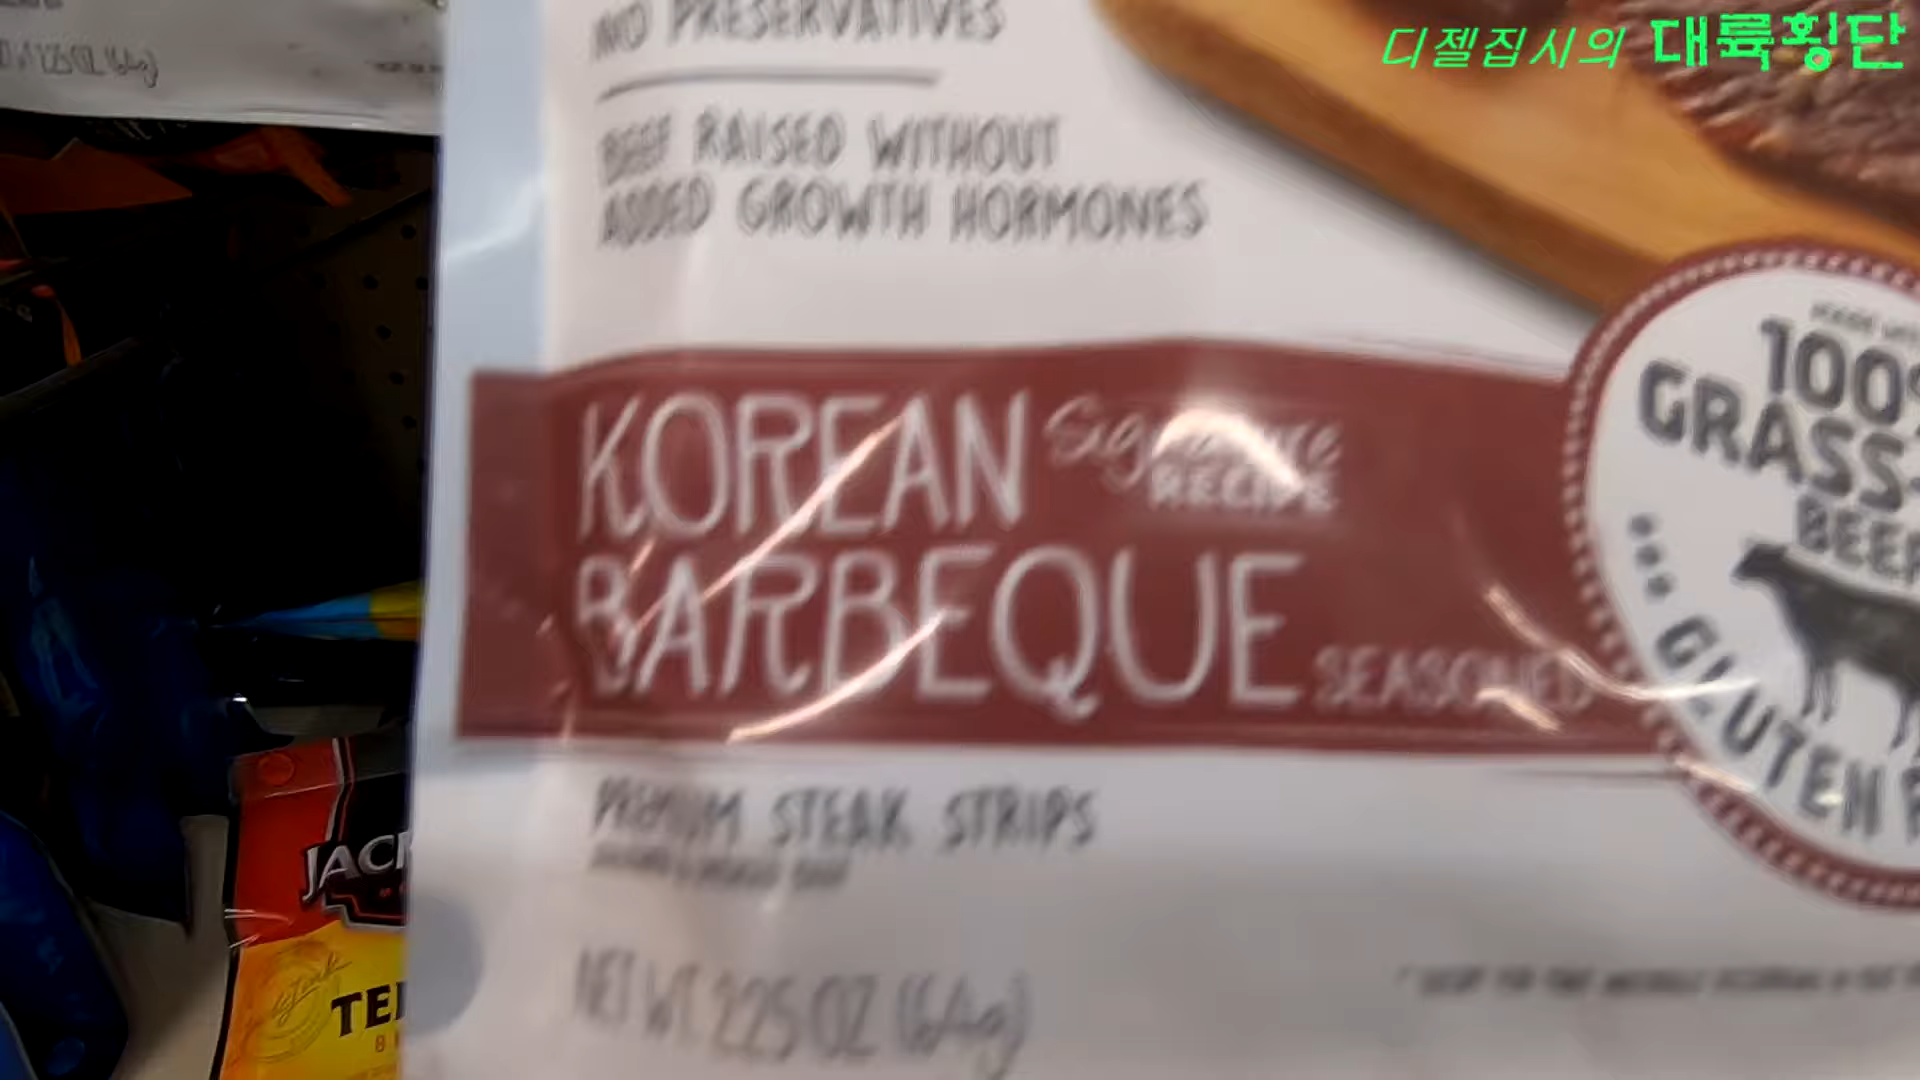 디젤집시의 대륙횡단
NO PRESERVATIVES
BEEF RAISED WITHOUT
ADDED GROWTH HORMONES
KOREAN Signature RECIPE
BARBEQUE SEASONED
100%
GRASS-
BEEF
GLUTEN
PREMIUM STEAK STRIPS
NET WT. 2.25 OZ (64g)
JACK
TER